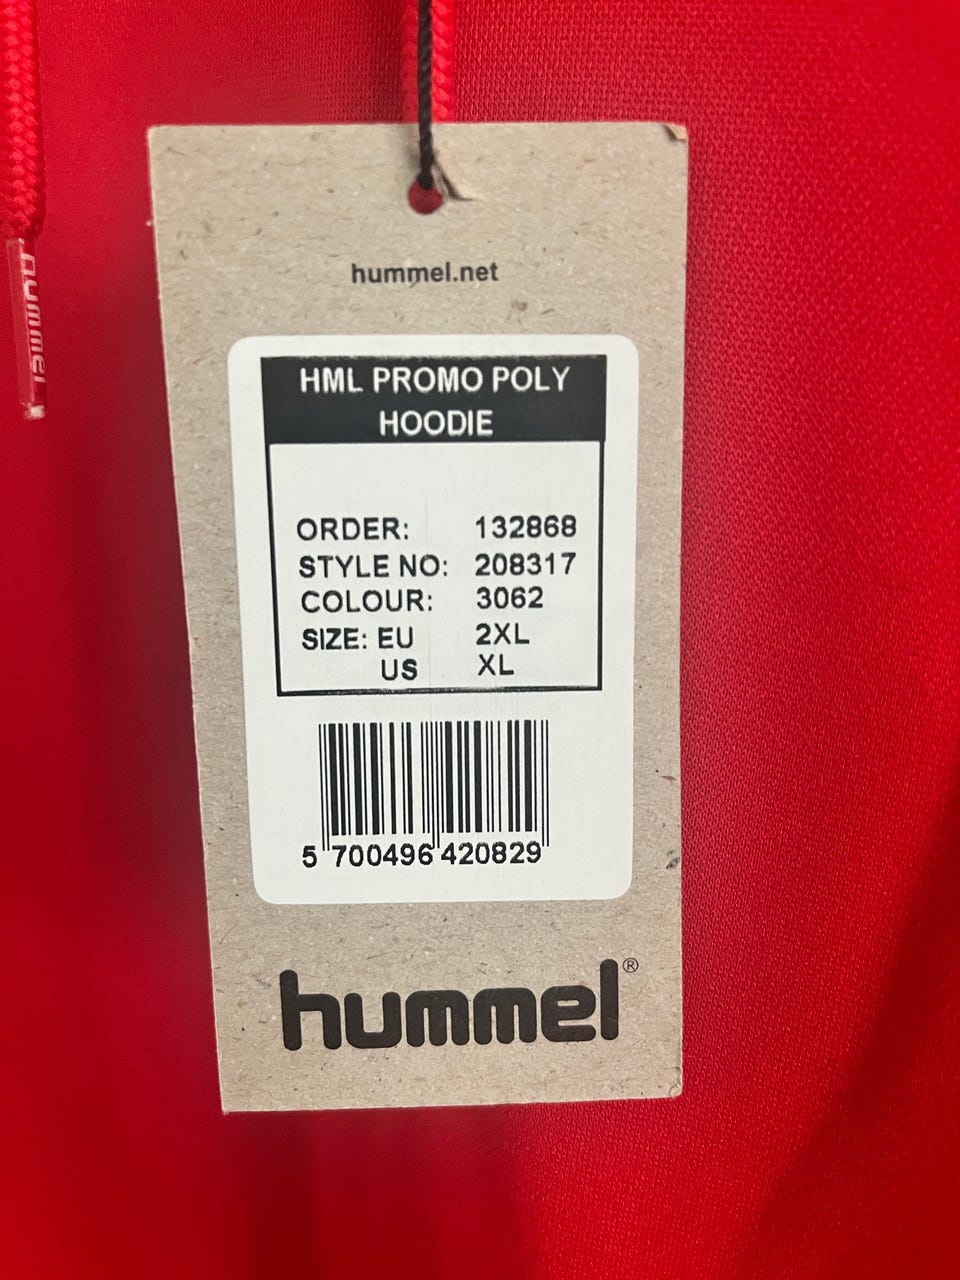 hummel.net
HML PROMO POLY
HOODIE
ORDER: 132868
STYLE NO: 208317
COLOUR: 3062
SIZE: EU 2XL
US XL
5 700496 420829
hummel®
hummel